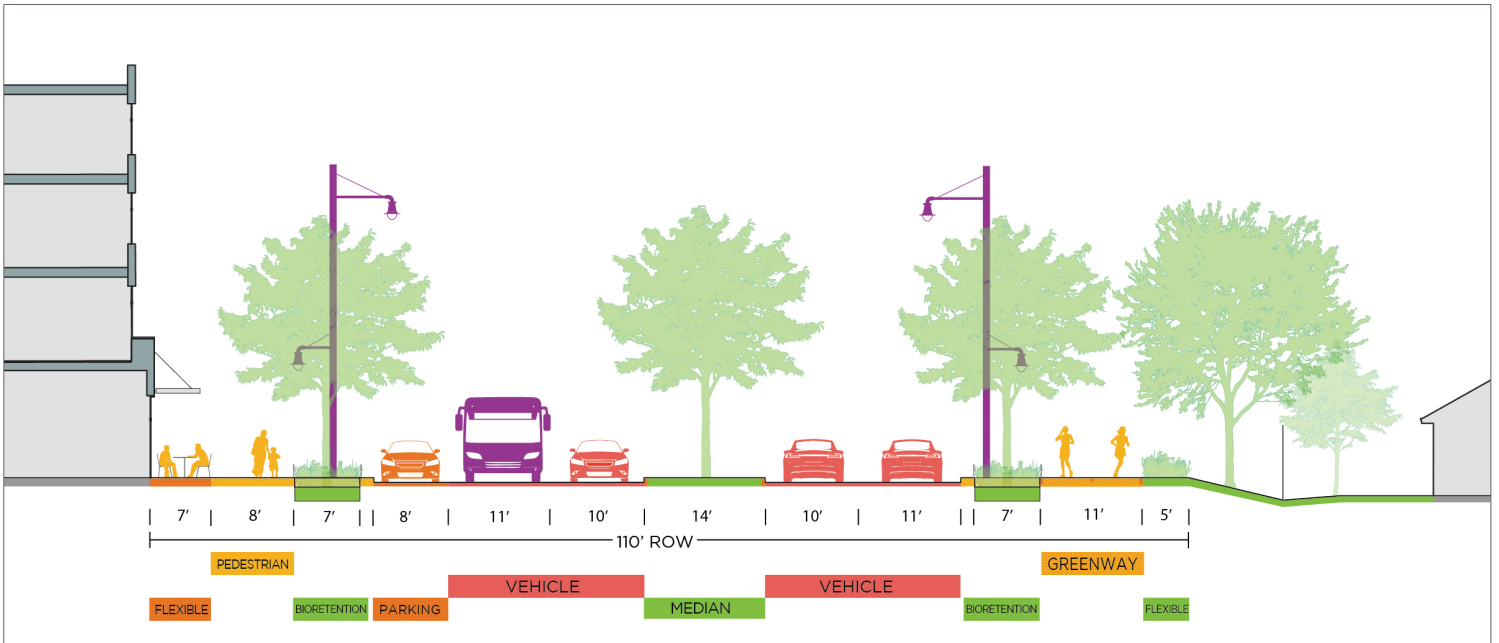 7’ 8’ 7’ 8’ 11’ 10’ 14’ 10’ 11’ 7’ 11’ 5’
110’ ROW
PEDESTRIAN GREENWAY
VEHICLE VEHICLE
FLEXIBLE BIORETENTION PARKING MEDIAN BIORETENTION FLEXIBLE